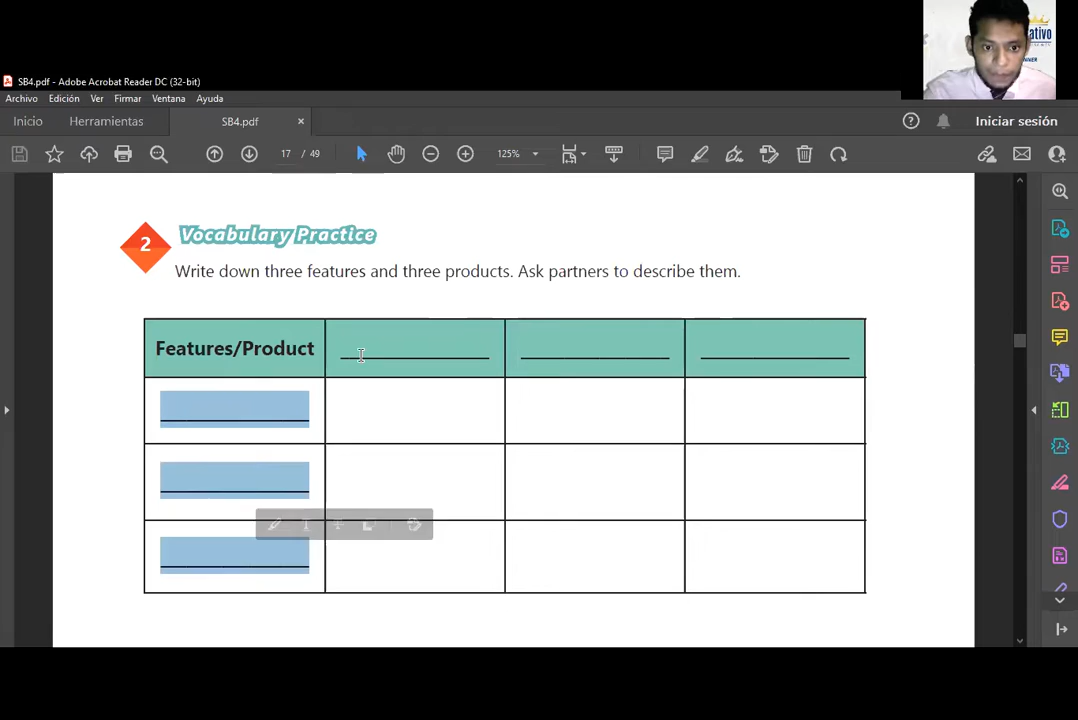 ativo
NNER
SB4.pdf - Adobe Acrobat Reader DC (32-bit)
Archivo Edición Ver Firmar Ventana Ayuda
Inicio Herramientas SB4.pdf × Iniciar sesión
17 / 49 125%
2 Vocabulary Practice
Write down three features and three products. Ask partners to describe them.
Features/Product